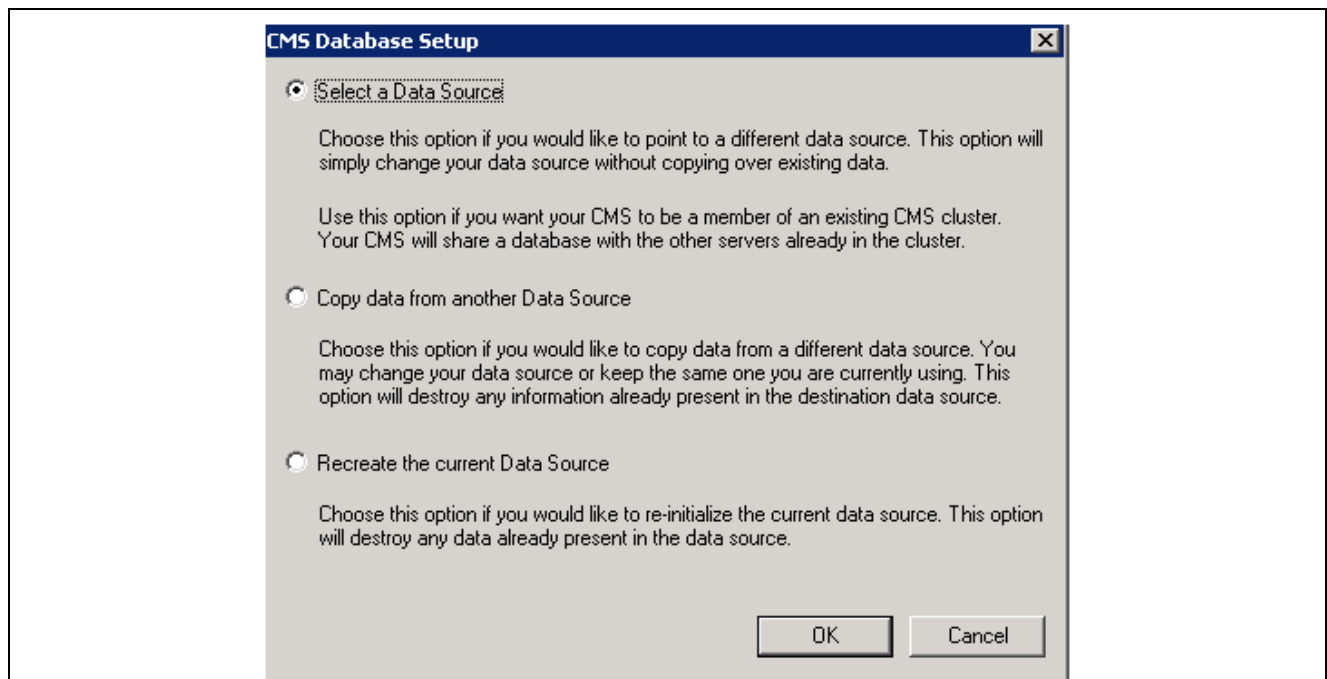 CMS Database Setup
Select a Data Source
Choose this option if you would like to point to a different data source. This option will
simply change your data source without copying over existing data.
Use this option if you want your CMS to be a member of an existing CMS cluster.
Your CMS will share a database with the other servers already in the cluster.
Copy data from another Data Source
Choose this option if you would like to copy data from a different data source. You
may change your data source or keep the same one you are currently using. This
option will destroy any information already present in the destination data source.
Recreate the current Data Source
Choose this option if you would like to re-initialize the current data source. This option
will destroy any data already present in the data source.
OK Cancel